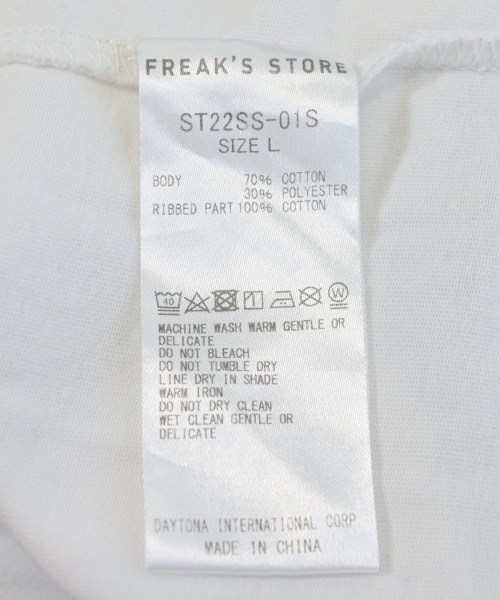 FREAK'S STORE
ST22SS-01S
SIZE L
BODY 70% COTTON
30% POLYESTER
RIBBED PART 100% COTTON
40 W
MACHINE WASH WARM GENTLE OR
DELICATE
DO NOT BLEACH
DO NOT TUMBLE DRY
LINE DRY IN SHADE
WARM IRON
DO NOT DRY CLEAN
WET CLEAN GENTLE OR
DELICATE
DAYTONA INTERNATIONAL CORP
MADE IN CHINA